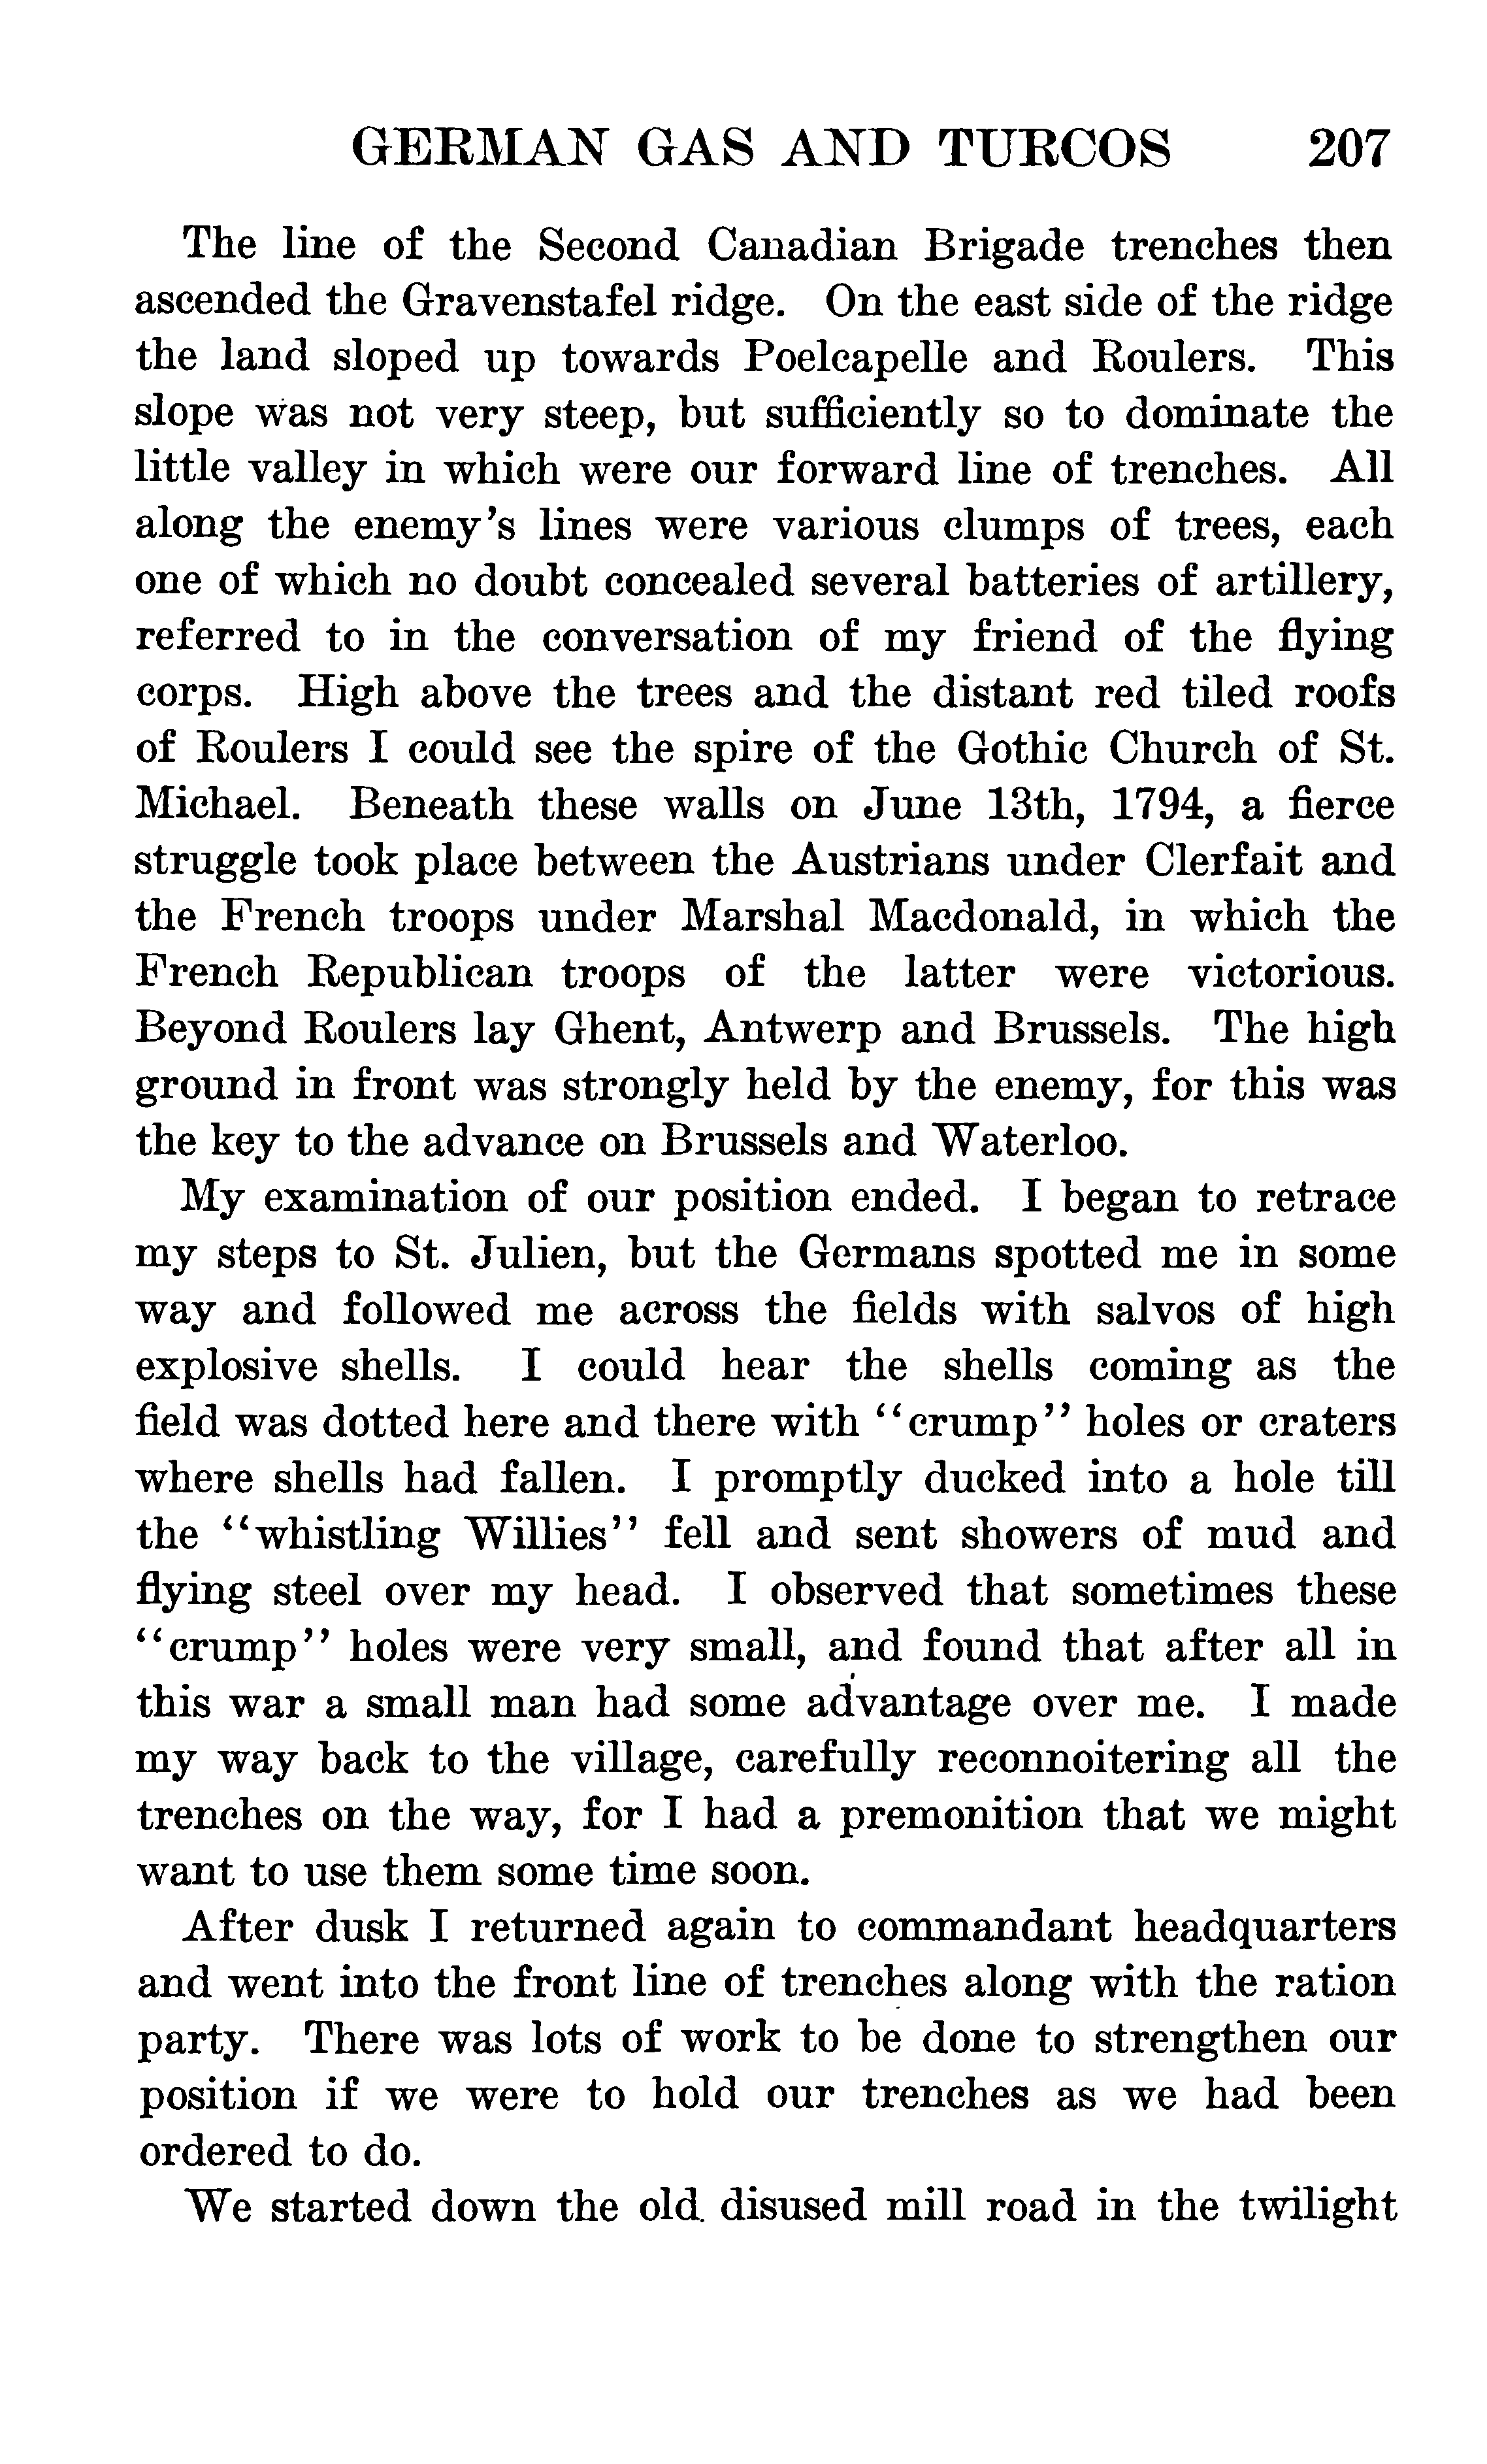 GERMAN GAS AND TURCOS 207
The line of the Second Canadian Brigade trenches then
ascended the Gravenstafel ridge. On the east side of the ridge
the land sloped up towards Poelcapelle and Roulers. This
slope was not very steep, but sufficiently so to dominate the
little valley in which were our forward line of trenches. All
along the enemy's lines were various clumps of trees, each
one of which no doubt concealed several batteries of artillery,
referred to in the conversation of my friend of the flying
corps. High above the trees and the distant red tiled roofs
of Roulers I could see the spire of the Gothic Church of St.
Michael. Beneath these walls on June 13th, 1794, a fierce
struggle took place between the Austrians under Clerfait and
the French troops under Marshal Macdonald, in which the
French Republican troops of the latter were victorious.
Beyond Roulers lay Ghent, Antwerp and Brussels. The high
ground in front was strongly held by the enemy, for this was
the key to the advance on Brussels and Waterloo.
My examination of our position ended. I began to retrace
my steps to St. Julien, but the Germans spotted me in some
way and followed me across the fields with salvos of high
explosive shells. I could hear the shells coming as the
field was dotted here and there with "crump" holes or craters
where shells had fallen. I promptly ducked into a hole till
the "whistling Willies" fell and sent showers of mud and
flying steel over my head. I observed that sometimes these
"crump" holes were very small, and found that after all in
this war a small man had some advantage over me. I made
my way back to the village, carefully reconnoitering all the
trenches on the way, for I had a premonition that we might
want to use them some time soon.
After dusk I returned again to commandant headquarters
and went into the front line of trenches along with the ration
party. There was lots of work to be done to strengthen our
position if we were to hold our trenches as we had been
ordered to do.
We started down the old disused mill road in the twilight